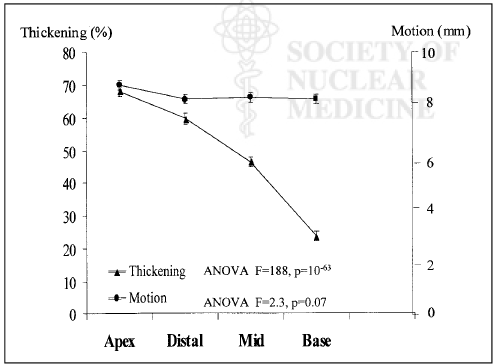 Thickening (%)
Motion (mm)
SOCIETY OF
NUCLEAR
MEDICINE
80
70
60
50
40
30
20
10
0
10
8
6
4
2
0
Thickening ANOVA F=188, p=10-63
Motion ANOVA F=2.3, p=0.07
Apex Distal Mid Base